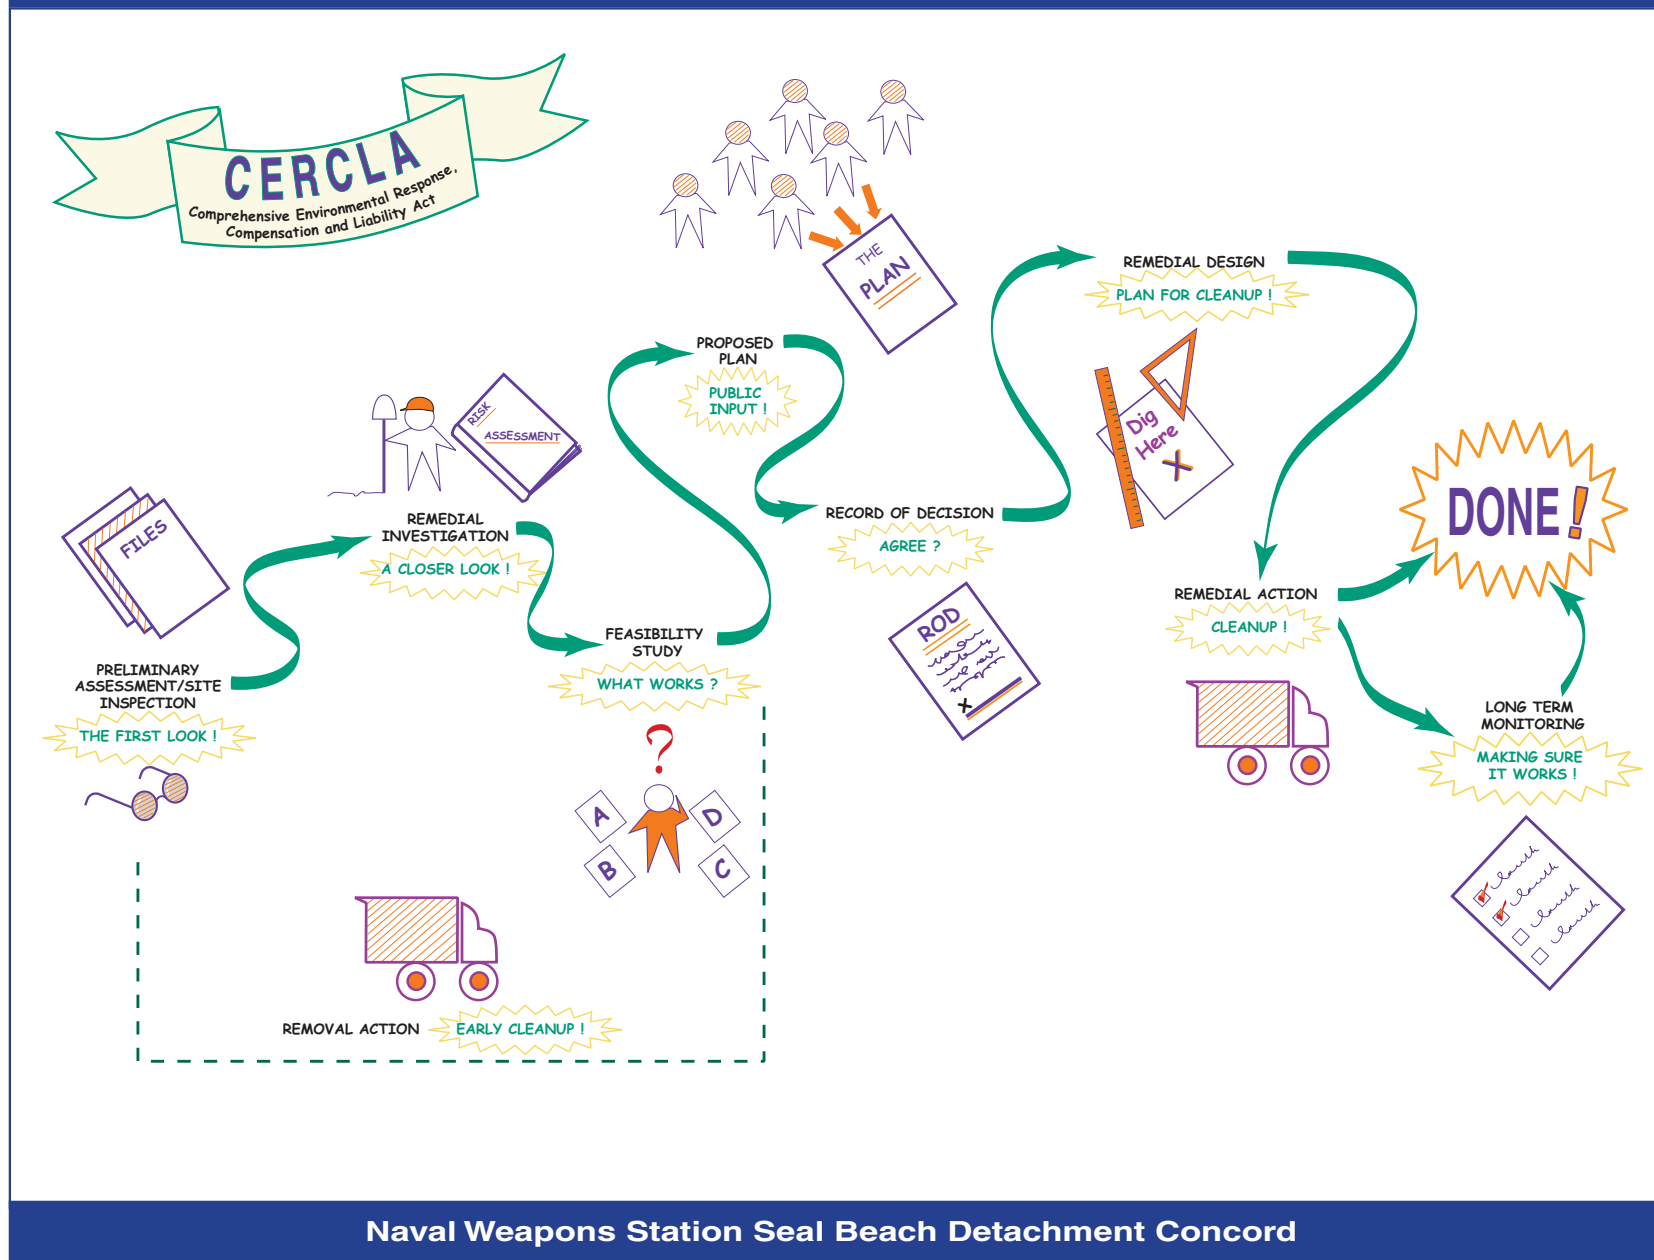 CERCLA
Comprehensive Environmental Response,
Compensation and Liability Act
THE
PLAN
REMEDIAL DESIGN
PLAN FOR CLEANUP !
PROPOSED
PLAN
PUBLIC
INPUT !
RISK
ASSESSMENT
Dig
Here
X
FILES
REMEDIAL
INVESTIGATION
A CLOSER LOOK !
RECORD OF DECISION
AGREE ?
DONE!
REMEDIAL ACTION
CLEANUP !
ROD
X
FEASIBILITY
STUDY
WHAT WORKS ?
PRELIMINARY
ASSESSMENT/SITE
INSPECTION
THE FIRST LOOK !
LONG TERM
MONITORING
MAKING SURE
IT WORKS !
?
A
D
B
C
REMOVAL ACTION
EARLY CLEANUP !
Naval Weapons Station Seal Beach Detachment Concord